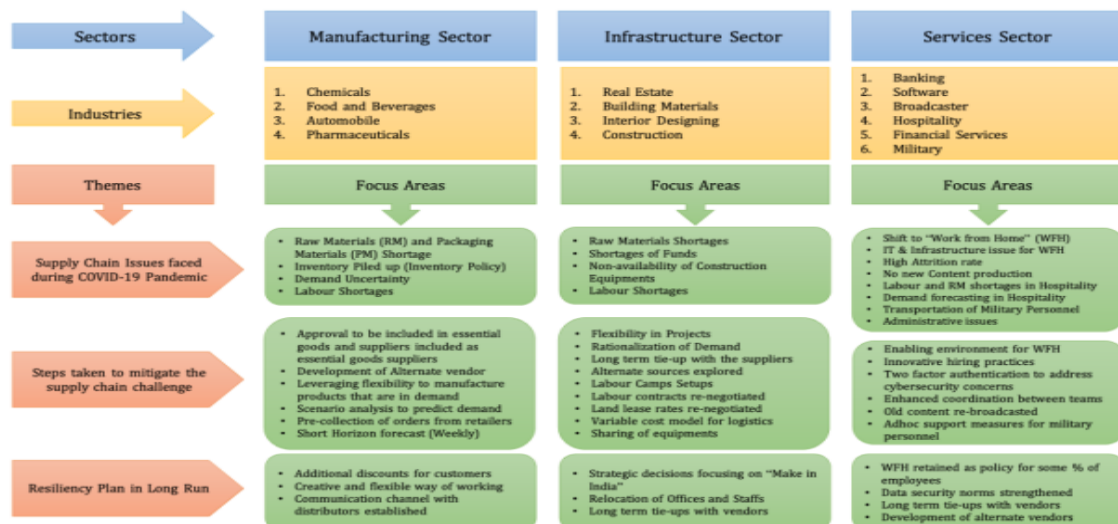 Sectors
Manufacturing Sector
Infrastructure Sector
Services Sector
Industries
1. Chemicals
2. Food and Beverages
3. Automobile
4. Pharmaceuticals
1. Real Estate
2. Building Materials
3. Interior Designing
4. Construction
1. Banking
2. Software
3. Broadcaster
4. Hospitality
5. Financial Services
6. Military
Themes
Focus Areas
Focus Areas
Focus Areas
Supply Chain Issues faced
during COVID-19 Pandemic
• Raw Materials (RM) and Packaging
Materials (PM) Shortage
• Inventory Piled up (Inventory Policy)
• Demand Uncertainty
• Labour Shortages
• Raw Materials Shortages
• Shortages of Funds
• Non-availability of Construction
Equipments
• Labour Shortages
• Shift to "Work from Home" (WFH)
• IT & Infrastructure issue for WFH
• High Attrition rate
• No new Content production
• Labour and RM shortages in Hospitality
• Demand forecasting in Hospitality
• Transportation of Military Personnel
• Administrative issues
Steps taken to mitigate the
supply chain challenge
• Approval to be included in essential
goods and suppliers included as
essential goods suppliers
• Development of Alternate vendor
• Leveraging flexibility to manufacture
products that are in demand
• Scenario analysis to predict demand
• Pre-collection of orders from retailers
• Short Horizon forecast (Weekly)
• Flexibility in Projects
• Rationalization of Demand
• Long term tie-up with the suppliers
• Alternate sources explored
• Labour Camps Setups
• Labour contracts re-negotiated
• Land lease rates re-negotiated
• Variable cost model for logistics
• Sharing of equipments
• Enabling environment for WFH
• Innovative hiring practices
• Two factor authentication to address
cybersecurity concerns
• Enhanced coordination between teams
• Old content re-broadcasted
• Adhoc support measures for military
personnel
Resiliency Plan in Long Run
• Additional discounts for customers
• Creative and flexible way of working
• Communication channel with
distributors established
• Strategic decisions focusing on "Make in
India"
• Relocation of Offices and Staffs
• Long term tie-ups with vendors
• WFH retained as policy for some % of
employees
• Data security norms strengthened
• Long term tie-ups with vendors
• Development of alternate vendors